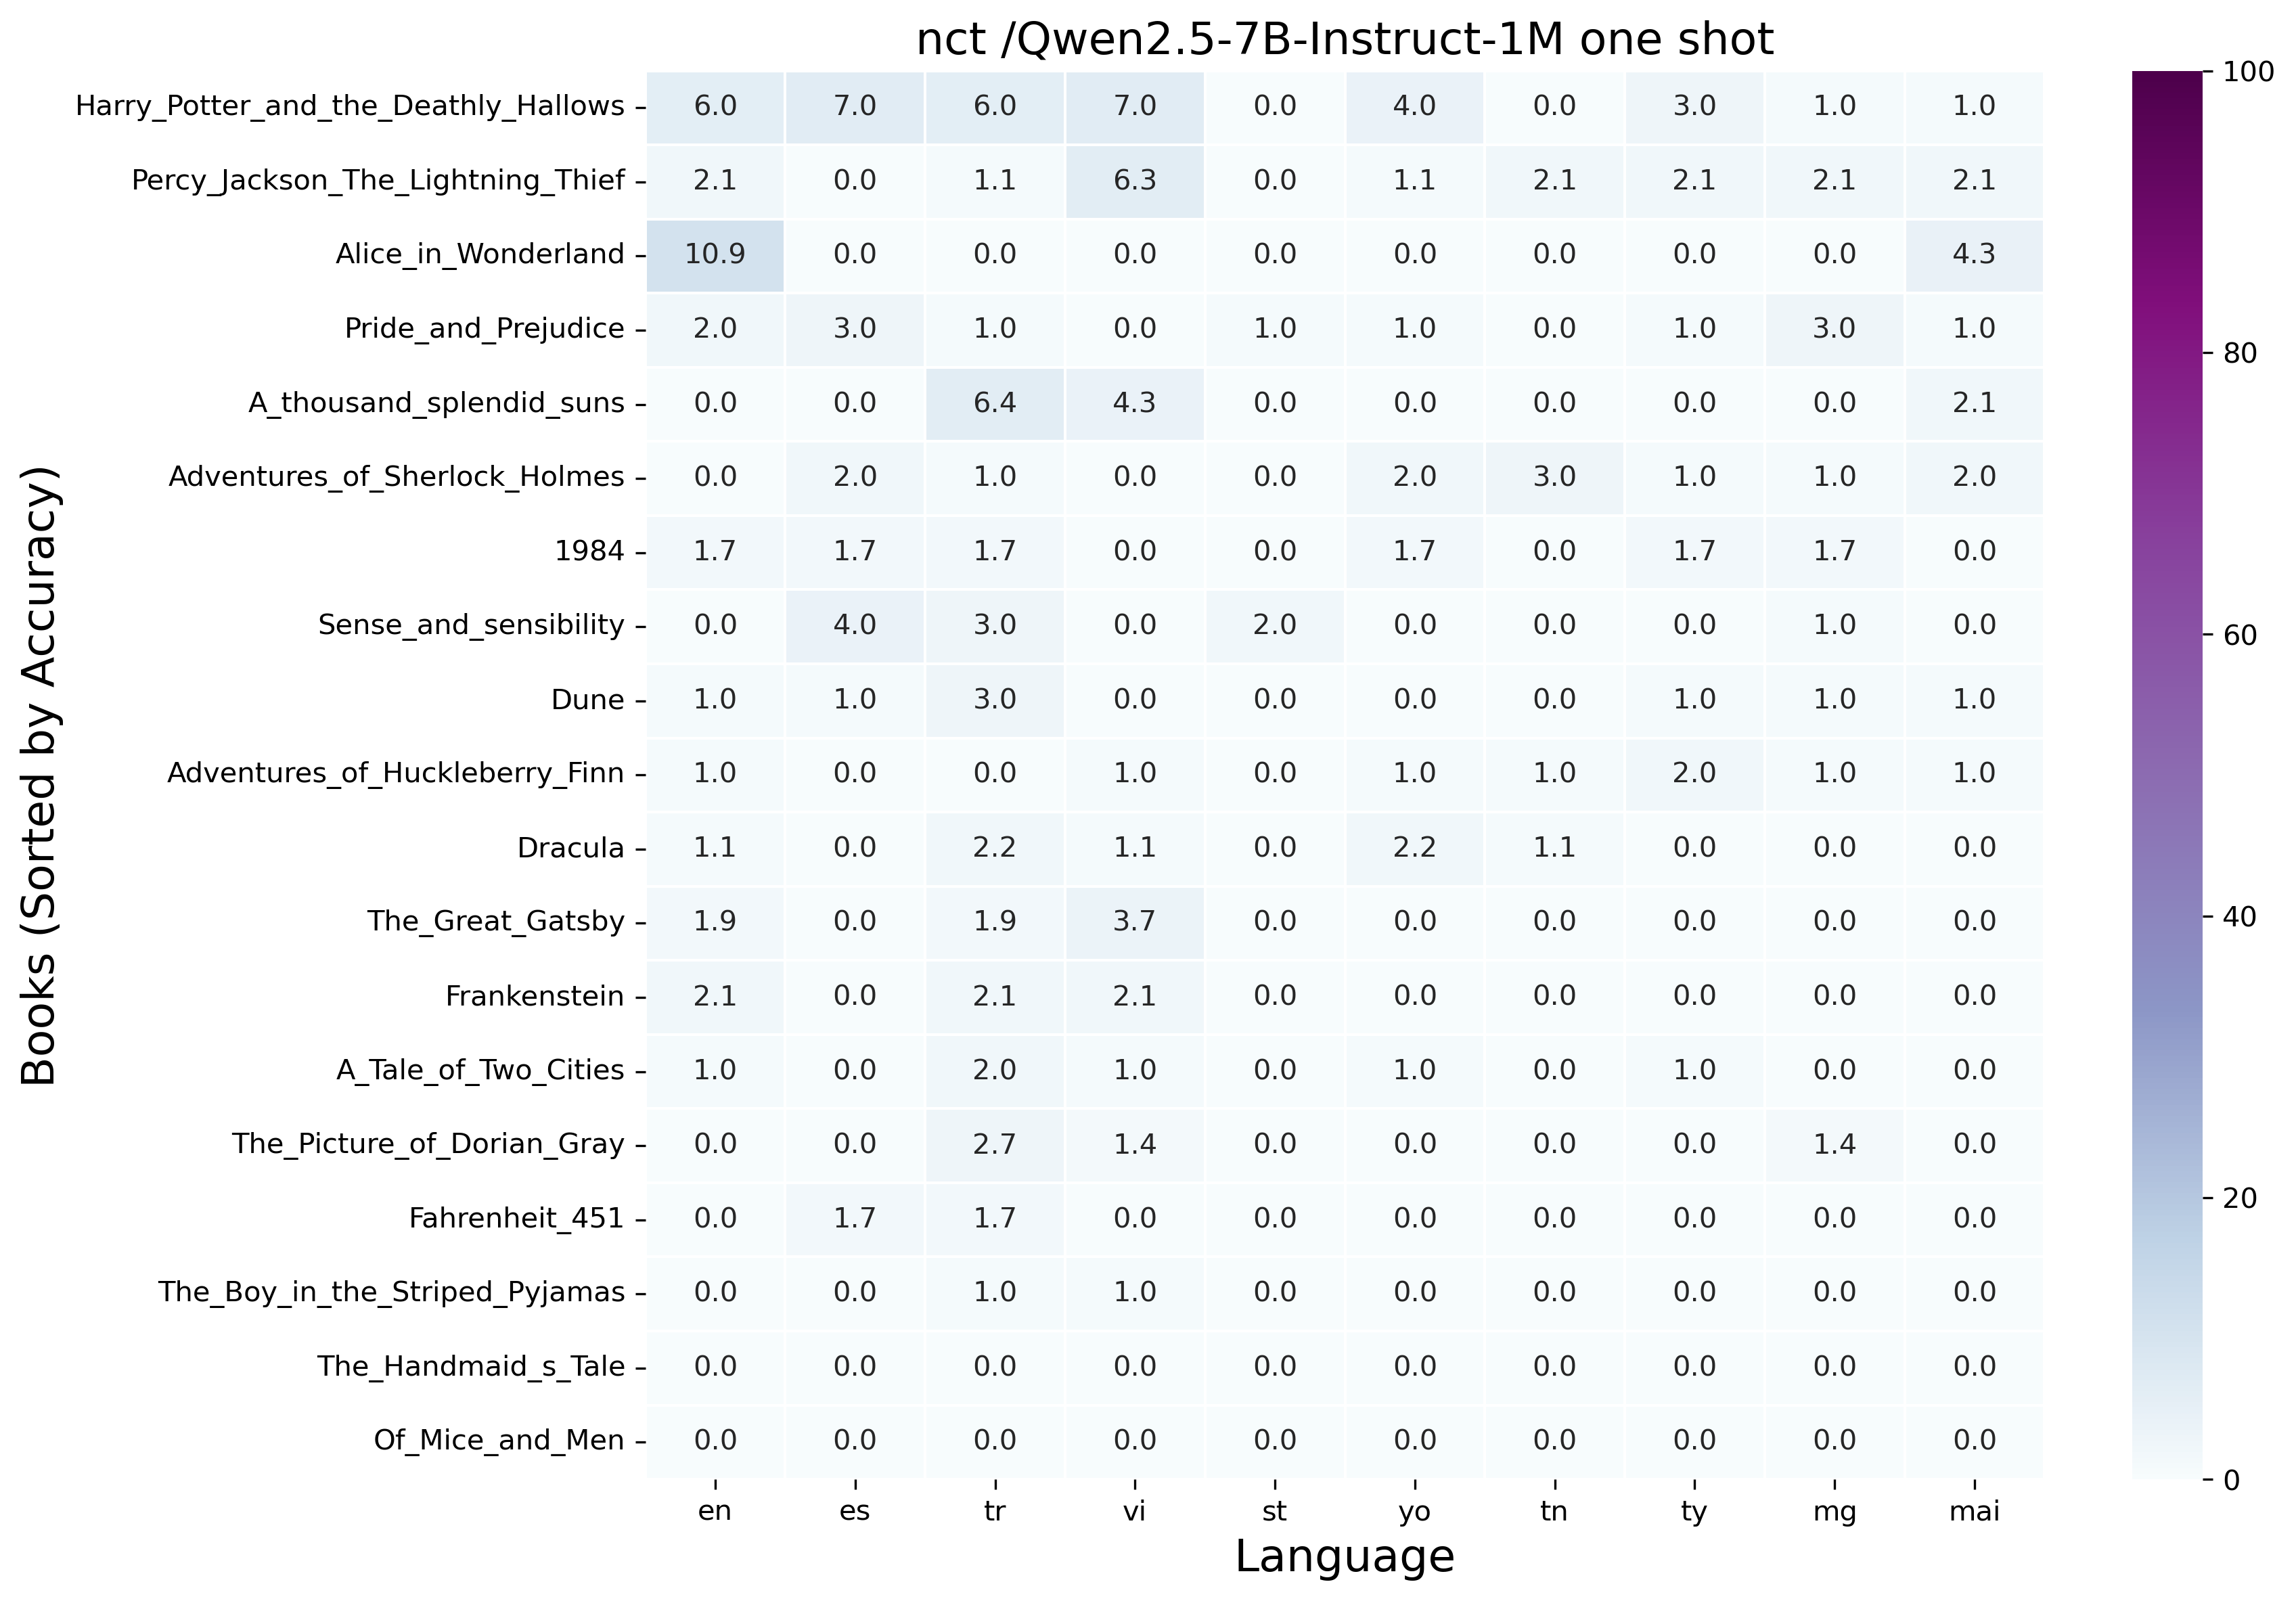 nct /Qwen2.5-7B-Instruct-1M one shot
Books (Sorted by Accuracy)
Harry_Potter_and_the_Deathly_Hallows 6.0 7.0 6.0 7.0 0.0 4.0 0.0 3.0 1.0 1.0
Percy_Jackson_The_Lightning_Thief 2.1 0.0 1.1 6.3 0.0 1.1 2.1 2.1 2.1 2.1
Alice_in_Wonderland 10.9 0.0 0.0 0.0 0.0 0.0 0.0 0.0 0.0 4.3
Pride_and_Prejudice 2.0 3.0 1.0 0.0 1.0 1.0 0.0 1.0 3.0 1.0
A_thousand_splendid_suns 0.0 0.0 6.4 4.3 0.0 0.0 0.0 0.0 0.0 2.1
Adventures_of_Sherlock_Holmes 0.0 2.0 1.0 0.0 0.0 2.0 3.0 1.0 1.0 2.0
1984 1.7 1.7 1.7 0.0 0.0 1.7 0.0 1.7 1.7 0.0
Sense_and_sensibility 0.0 4.0 3.0 0.0 2.0 0.0 0.0 0.0 1.0 0.0
Dune 1.0 1.0 3.0 0.0 0.0 0.0 0.0 1.0 1.0 1.0
Adventures_of_Huckleberry_Finn 1.0 0.0 0.0 1.0 0.0 1.0 1.0 2.0 1.0 1.0
Dracula 1.1 0.0 2.2 1.1 0.0 2.2 1.1 0.0 0.0 0.0
The_Great_Gatsby 1.9 0.0 1.9 3.7 0.0 0.0 0.0 0.0 0.0 0.0
Frankenstein 2.1 0.0 2.1 2.1 0.0 0.0 0.0 0.0 0.0 0.0
A_Tale_of_Two_Cities 1.0 0.0 2.0 1.0 0.0 1.0 0.0 1.0 0.0 0.0
The_Picture_of_Dorian_Gray 0.0 0.0 2.7 1.4 0.0 0.0 0.0 0.0 1.4 0.0
Fahrenheit_451 0.0 1.7 1.7 0.0 0.0 0.0 0.0 0.0 0.0 0.0
The_Boy_in_the_Striped_Pyjamas 0.0 0.0 1.0 1.0 0.0 0.0 0.0 0.0 0.0 0.0
The_Handmaid_s_Tale 0.0 0.0 0.0 0.0 0.0 0.0 0.0 0.0 0.0 0.0
Of_Mice_and_Men 0.0 0.0 0.0 0.0 0.0 0.0 0.0 0.0 0.0 0.0
en es tr vi st yo tn ty mg mai
Language
100
80
60
40
20
0